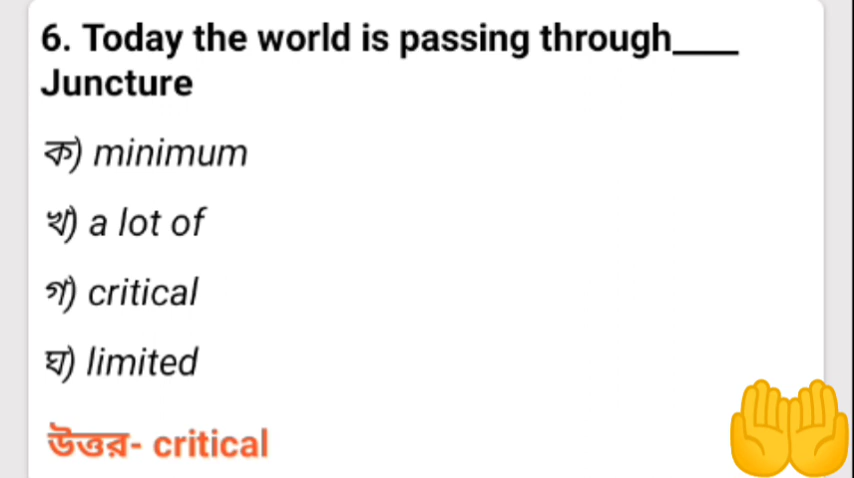 6. Today the world is passing through____
Juncture
ক) minimum
খ) a lot of
গ) critical
ঘ) limited
উত্তর- critical